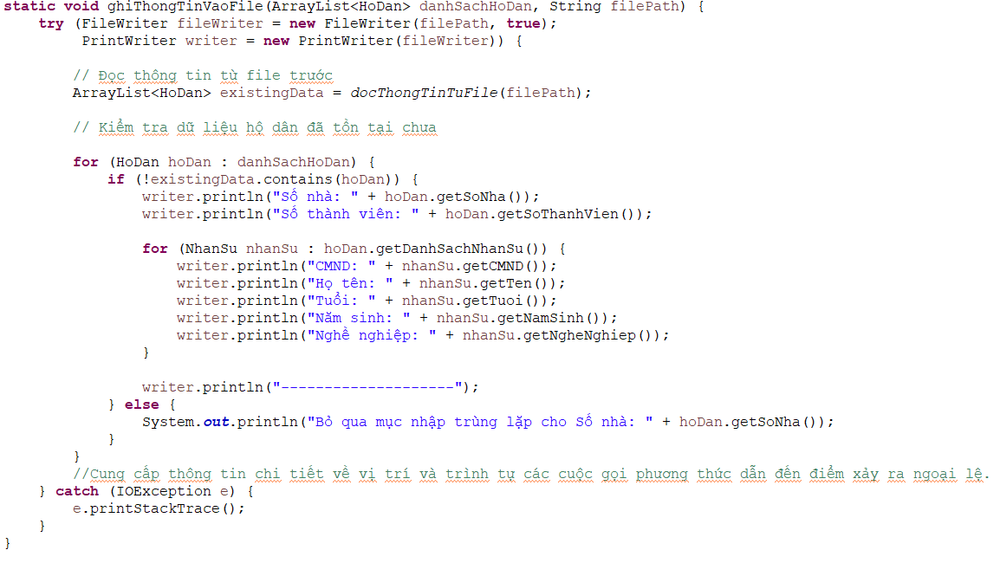 static void ghiThongTinVaoFile(ArrayList<HoDan> danhSachHoDan, String filePath) {
    try (FileWriter fileWriter = new FileWriter(filePath, true);
         PrintWriter writer = new PrintWriter(fileWriter)) {

        // Đọc thông tin từ file trước
        ArrayList<HoDan> existingData = docThongTinTuFile(filePath);

        // Kiểm tra dữ liệu hộ dân đã tồn tại chưa

        for (HoDan hoDan : danhSachHoDan) {
            if (!existingData.contains(hoDan)) {
                writer.println("Số nhà: " + hoDan.getSoNha());
                writer.println("Số thành viên: " + hoDan.getSoThanhVien());

                for (NhanSu nhanSu : hoDan.getDanhSachNhanSu()) {
                    writer.println("CMND: " + nhanSu.getCMND());
                    writer.println("Họ tên: " + nhanSu.getTen());
                    writer.println("Tuổi: " + nhanSu.getTuoi());
                    writer.println("Năm sinh: " + nhanSu.getNamSinh());
                    writer.println("Nghề nghiệp: " + nhanSu.getNgheNghiep());
                }

                writer.println("--------------------");
            } else {
                System.out.println("Bỏ qua mục nhập trùng lặp cho Số nhà: " + hoDan.getSoNha());
            }
        }
        //Cung cấp thông tin chi tiết về vị trí và trình tự các cuộc gọi phương thức dẫn đến điểm xảy ra ngoại lệ.
    } catch (IOException e) {
        e.printStackTrace();
    }
}